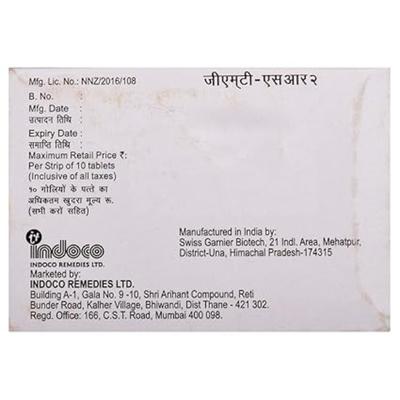 Mfg. Lic. No.: NNZ/2016/108
जीएम्टी-एसआर २
B. No. :
Mfg. Date :
उत्पादन तिथि :
Expiry Date :
समाप्ति तिथि :
Maximum Retail Price ₹:
Per Strip of 10 tablets
(Inclusive of all taxes)
१० गोलियों के पत्ते का
अधिकतम खुदरा मूल्य रू.
(सभी करों सहित)
indoco
INDOCO REMEDIES LTD.
Manufactured in India by:
Swiss Garnier Biotech, 21 Indl. Area, Mehatpur,
District-Una, Himachal Pradesh-174315
Marketed by:
INDOCO REMEDIES LTD.
Building A-1, Gala No. 9 -10, Shri Arihant Compound, Reti
Bunder Road, Kalher Village, Bhiwandi, Dist Thane - 421 302.
Regd. Office: 166, C.S.T. Road, Mumbai 400 098.